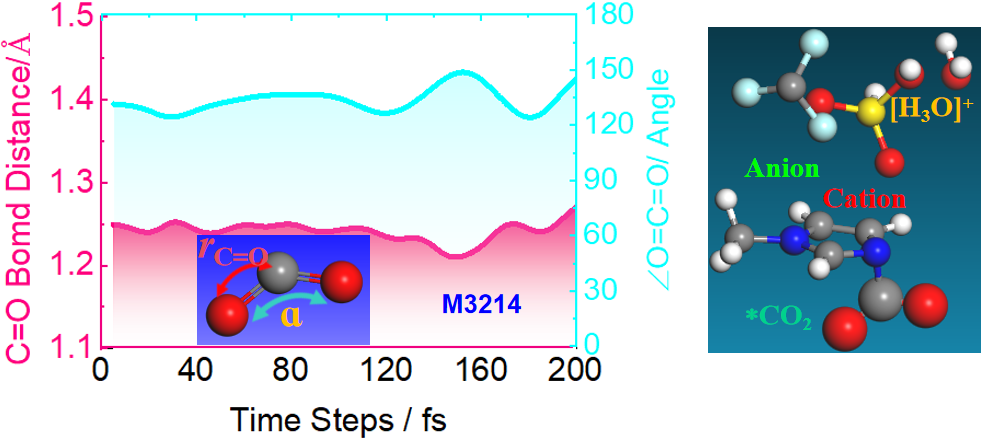 C=O Bomd Distance/Å
1.5
1.4
1.3
1.2
1.1
0
40
80
120
160
200
Time Steps / fs
180
150
120
90
60
30
0
∠O=C=O/ Angle
rC=O
α
M3214
[H3O]+
Anion
Cation
*CO2